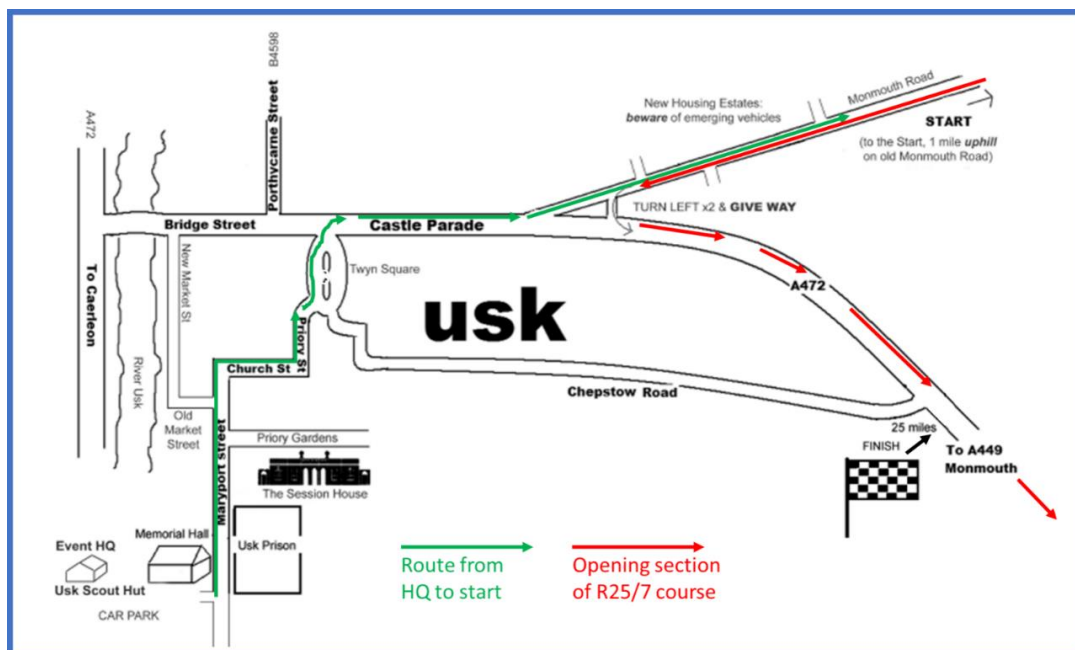 B4598
Porthycarne Street
A472
Monmouth Road
New Housing Estates:
beware of emerging vehicles
START
(to the Start, 1 mile uphill
on old Monmouth Road)
TURN LEFT x2 & GIVE WAY
Bridge Street
Castle Parade
To Caerleon
New Market St
Twyn Square
A472
usk
River Usk
Priory St
Church St
Chepstow Road
Old
Market
Street
Maryport street
Priory Gardens
25 miles
FINISH
To A449
Monmouth
The Session House
Memorial Hall
Event HQ
Usk Prison
Usk Scout Hut
CAR PARK
Route from
HQ to start
Opening section
of R25/7 course